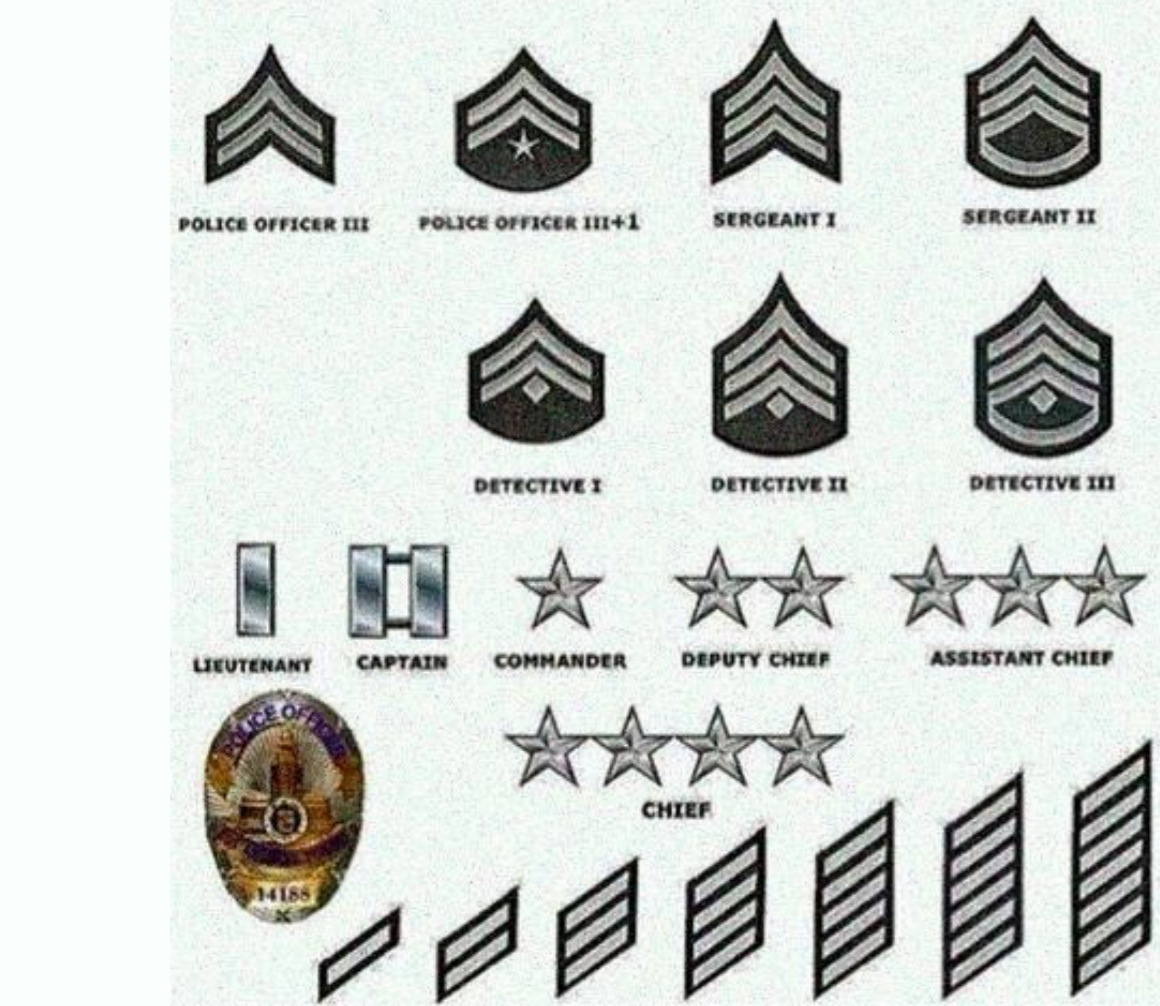 POLICE OFFICER III
POLICE OFFICER III+1
SERGEANT I
SERGEANT II
DETECTIVE I
DETECTIVE II
DETECTIVE III
LIEUTENANT
CAPTAIN
COMMANDER
DEPUTY CHIEF
ASSISTANT CHIEF
POLICE OFFICER
CHIEF
14188